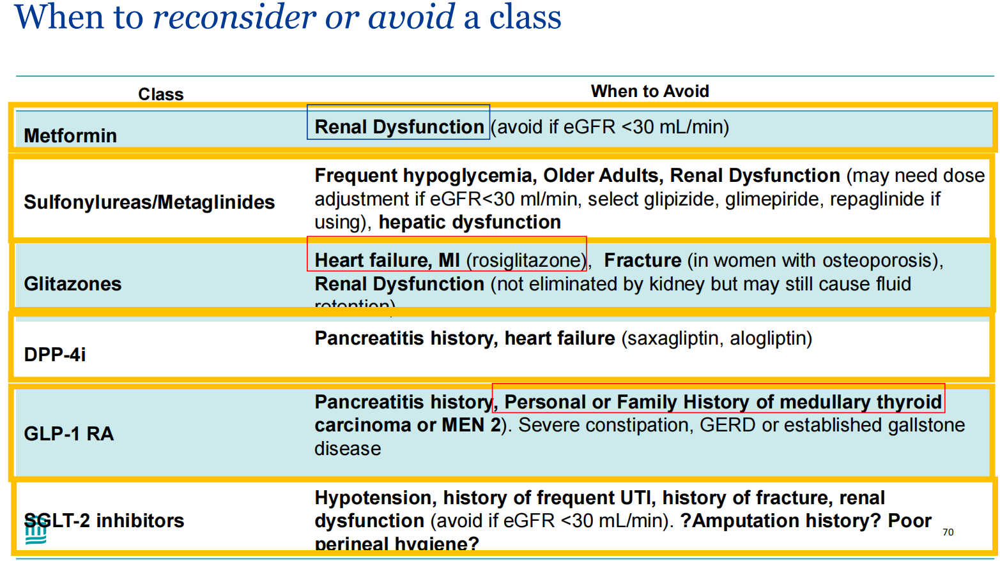 When to reconsider or avoid a class
Class
When to Avoid
Metformin
Renal Dysfunction (avoid if eGFR <30 mL/min)
Sulfonylureas/Metaglinides
Frequent hypoglycemia, Older Adults, Renal Dysfunction (may need dose
adjustment if eGFR<30 ml/min, select glipizide, glimepiride, repaglinide if
using), hepatic dysfunction
Glitazones
Heart failure, MI (rosiglitazone), Fracture (in women with osteoporosis),
Renal Dysfunction (not eliminated by kidney but may still cause fluid
retention)
DPP-4i
Pancreatitis history, heart failure (saxagliptin, alogliptin)
GLP-1 RA
Pancreatitis history, Personal or Family History of medullary thyroid
carcinoma or MEN 2). Severe constipation, GERD or established gallstone
disease
SGLT-2 inhibitors
Hypotension, history of frequent UTI, history of fracture, renal
dysfunction (avoid if eGFR <30 mL/min). ?Amputation history? Poor
perineal hygiene?
70